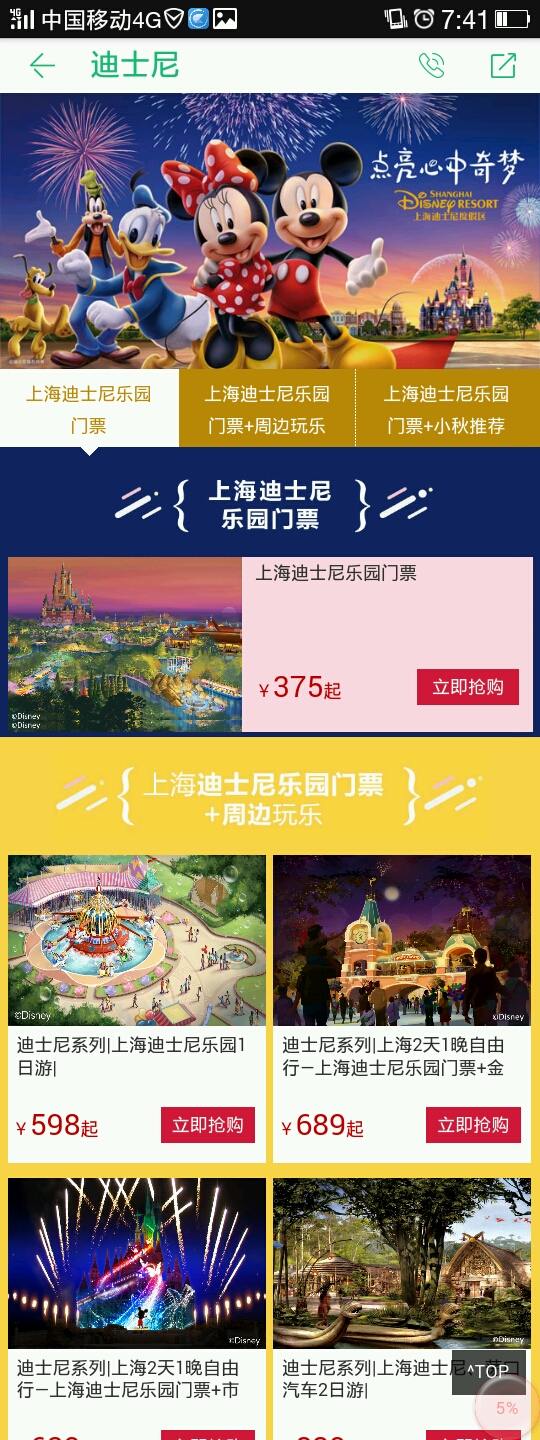 4G 中国移动4G 7:41
迪士尼
点亮心中奇梦
SHANGHAI
DISNEY RESORT
上海迪士尼度假区
上海迪士尼乐园
门票
上海迪士尼乐园
门票+周边玩乐
上海迪士尼乐园
门票+小秋推荐
上海迪士尼
乐园门票
上海迪士尼乐园门票
¥375起
立即抢购
©Disney
©Disney
上海迪士尼乐园门票
+周边玩乐
©Disney
©Disney
迪士尼系列|上海迪士尼乐园1
日游|
¥598起
立即抢购
迪士尼系列|上海2天1晚自由
行—上海迪士尼乐园门票+金
¥689起
立即抢购
©Disney
©Disney
迪士尼系列|上海2天1晚自由
行—上海迪士尼乐园门票+市
迪士尼系列|上海迪士尼、
汽车2日游|
^TOP
5%